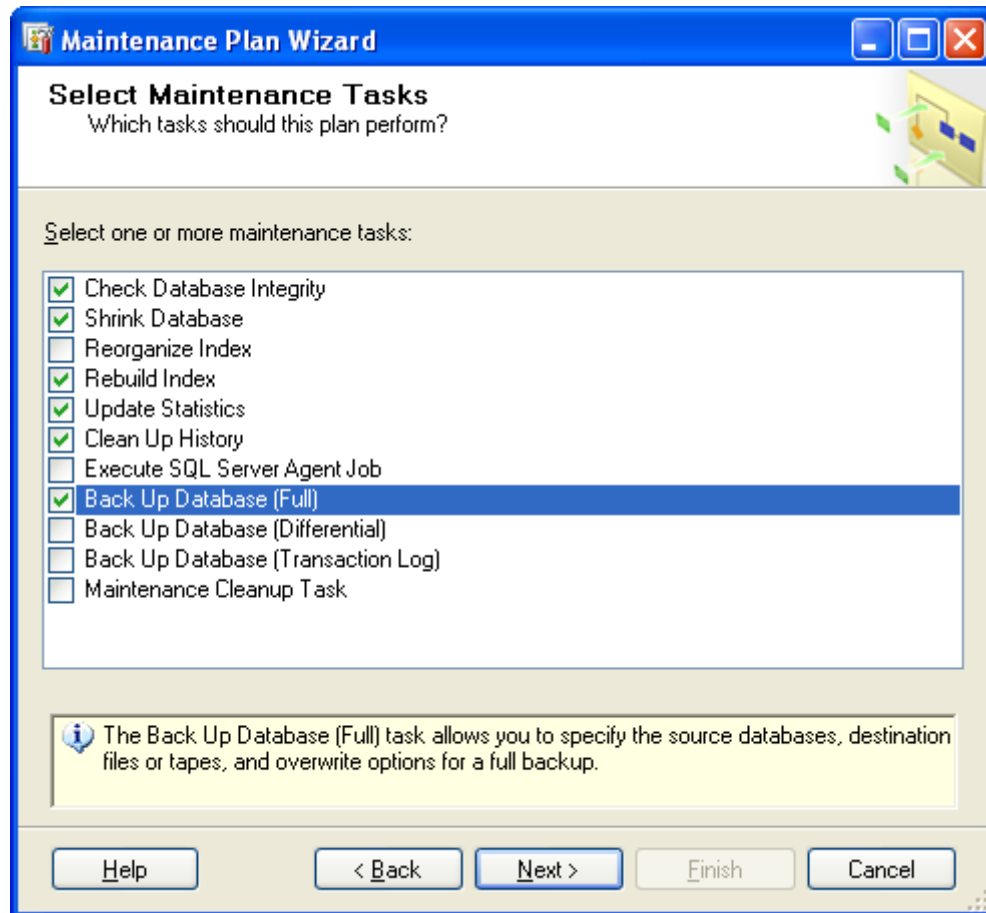 Maintenance Plan Wizard
Select Maintenance Tasks
Which tasks should this plan perform?
Select one or more maintenance tasks:
Check Database Integrity
Shrink Database
Reorganize Index
Rebuild Index
Update Statistics
Clean Up History
Execute SQL Server Agent Job
Back Up Database (Full)
Back Up Database (Differential)
Back Up Database (Transaction Log)
Maintenance Cleanup Task
The Back Up Database (Full) task allows you to specify the source databases, destination
files or tapes, and overwrite options for a full backup.
Help
< Back
Next >
Finish
Cancel